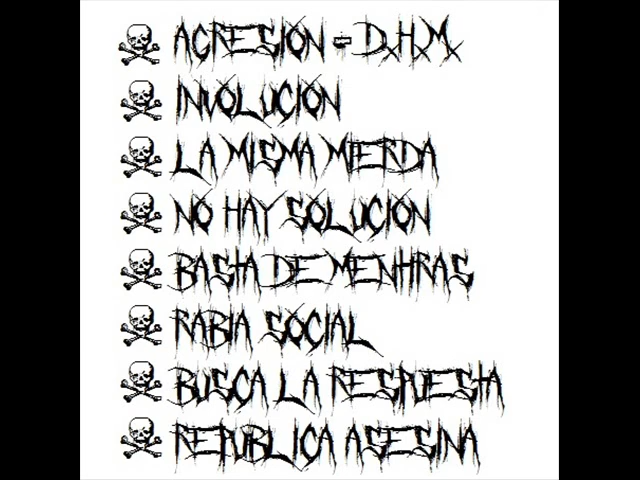 AGRESION - D.H.M.
INVOLUCION
LA MISMA MIERDA
NO HAY SOLUCION
BASTA DE MENTIRAS
RABIA SOCIAL
BUSCA LA RESPUESTA
REPUBLICA ASESINA